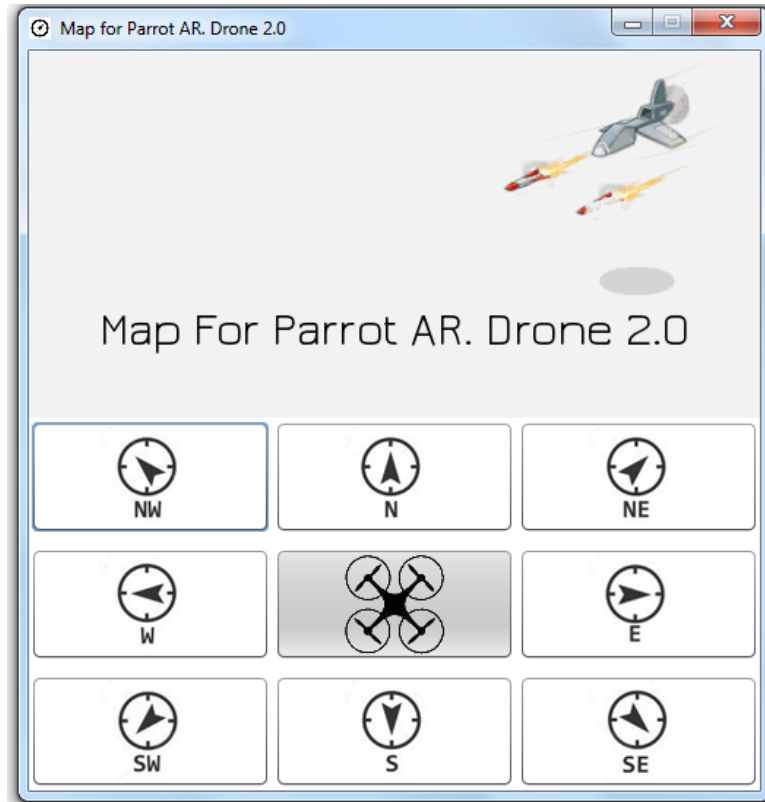 Map for Parrot AR. Drone 2.0
Map For Parrot AR. Drone 2.0
NW
N
NE
W
E
SW
S
SE